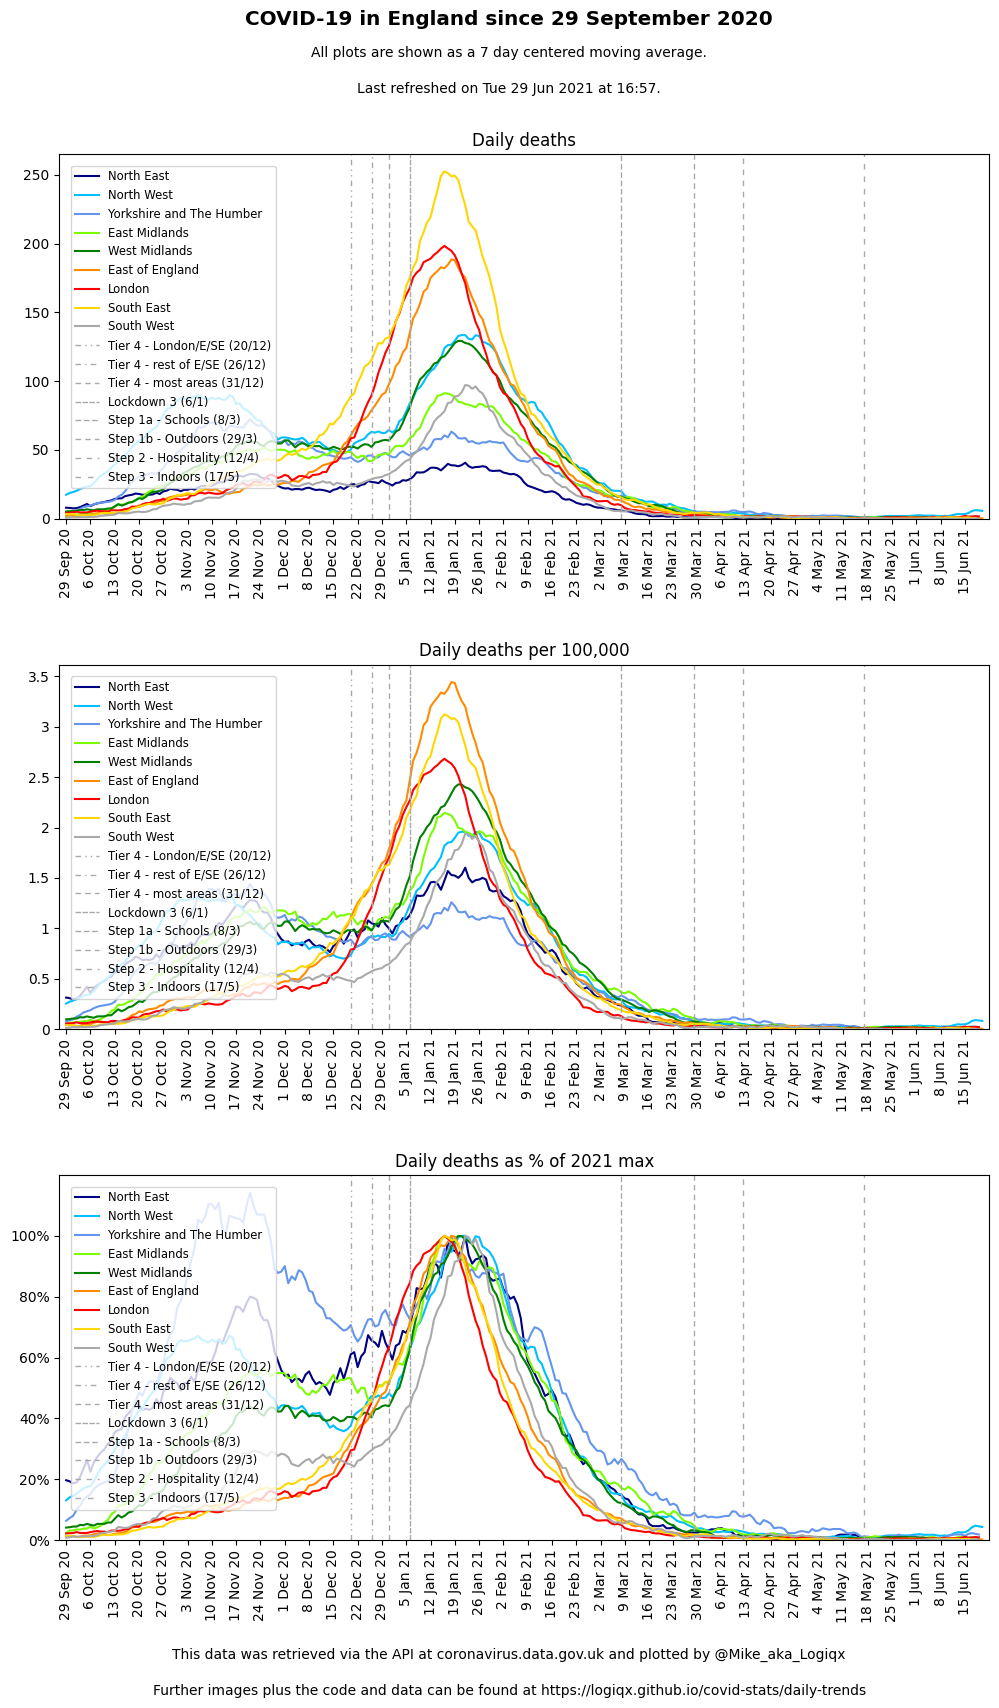 COVID-19 in England since 29 September 2020
All plots are shown as a 7 day centered moving average.
Last refreshed on Tue 29 Jun 2021 at 16:57.
Daily deaths
250
200
150
100
50
0
North East
North West
Yorkshire and The Humber
East Midlands
West Midlands
East of England
London
South East
South West
Tier 4 - London/E/SE (20/12)
Tier 4 - rest of E/SE (26/12)
Tier 4 - most areas (31/12)
Lockdown 3 (6/1)
Step 1a - Schools (8/3)
Step 1b - Outdoors (29/3)
Step 2 - Hospitality (12/4)
Step 3 - Indoors (17/5)
29 Sep 20
6 Oct 20
13 Oct 20
20 Oct 20
27 Oct 20
3 Nov 20
10 Nov 20
17 Nov 20
24 Nov 20
1 Dec 20
8 Dec 20
15 Dec 20
22 Dec 20
29 Dec 20
5 Jan 21
12 Jan 21
19 Jan 21
26 Jan 21
2 Feb 21
9 Feb 21
16 Feb 21
23 Feb 21
2 Mar 21
9 Mar 21
16 Mar 21
23 Mar 21
30 Mar 21
6 Apr 21
13 Apr 21
20 Apr 21
27 Apr 21
4 May 21
11 May 21
18 May 21
25 May 21
1 Jun 21
8 Jun 21
15 Jun 21
Daily deaths per 100,000
3.5
3
2.5
2
1.5
1
0.5
0
North East
North West
Yorkshire and The Humber
East Midlands
West Midlands
East of England
London
South East
South West
Tier 4 - London/E/SE (20/12)
Tier 4 - rest of E/SE (26/12)
Tier 4 - most areas (31/12)
Lockdown 3 (6/1)
Step 1a - Schools (8/3)
Step 1b - Outdoors (29/3)
Step 2 - Hospitality (12/4)
Step 3 - Indoors (17/5)
29 Sep 20
6 Oct 20
13 Oct 20
20 Oct 20
27 Oct 20
3 Nov 20
10 Nov 20
17 Nov 20
24 Nov 20
1 Dec 20
8 Dec 20
15 Dec 20
22 Dec 20
29 Dec 20
5 Jan 21
12 Jan 21
19 Jan 21
26 Jan 21
2 Feb 21
9 Feb 21
16 Feb 21
23 Feb 21
2 Mar 21
9 Mar 21
16 Mar 21
23 Mar 21
30 Mar 21
6 Apr 21
13 Apr 21
20 Apr 21
27 Apr 21
4 May 21
11 May 21
18 May 21
25 May 21
1 Jun 21
8 Jun 21
15 Jun 21
Daily deaths as % of 2021 max
100%
80%
60%
40%
20%
0%
North East
North West
Yorkshire and The Humber
East Midlands
West Midlands
East of England
London
South East
South West
Tier 4 - London/E/SE (20/12)
Tier 4 - rest of E/SE (26/12)
Tier 4 - most areas (31/12)
Lockdown 3 (6/1)
Step 1a - Schools (8/3)
Step 1b - Outdoors (29/3)
Step 2 - Hospitality (12/4)
Step 3 - Indoors (17/5)
29 Sep 20
6 Oct 20
13 Oct 20
20 Oct 20
27 Oct 20
3 Nov 20
10 Nov 20
17 Nov 20
24 Nov 20
1 Dec 20
8 Dec 20
15 Dec 20
22 Dec 20
29 Dec 20
5 Jan 21
12 Jan 21
19 Jan 21
26 Jan 21
2 Feb 21
9 Feb 21
16 Feb 21
23 Feb 21
2 Mar 21
9 Mar 21
16 Mar 21
23 Mar 21
30 Mar 21
6 Apr 21
13 Apr 21
20 Apr 21
27 Apr 21
4 May 21
11 May 21
18 May 21
25 May 21
1 Jun 21
8 Jun 21
15 Jun 21
This data was retrieved via the API at coronavirus.data.gov.uk and plotted by @Mike_aka_Logiqx
Further images plus the code and data can be found at https://logiqx.github.io/covid-stats/daily-trends